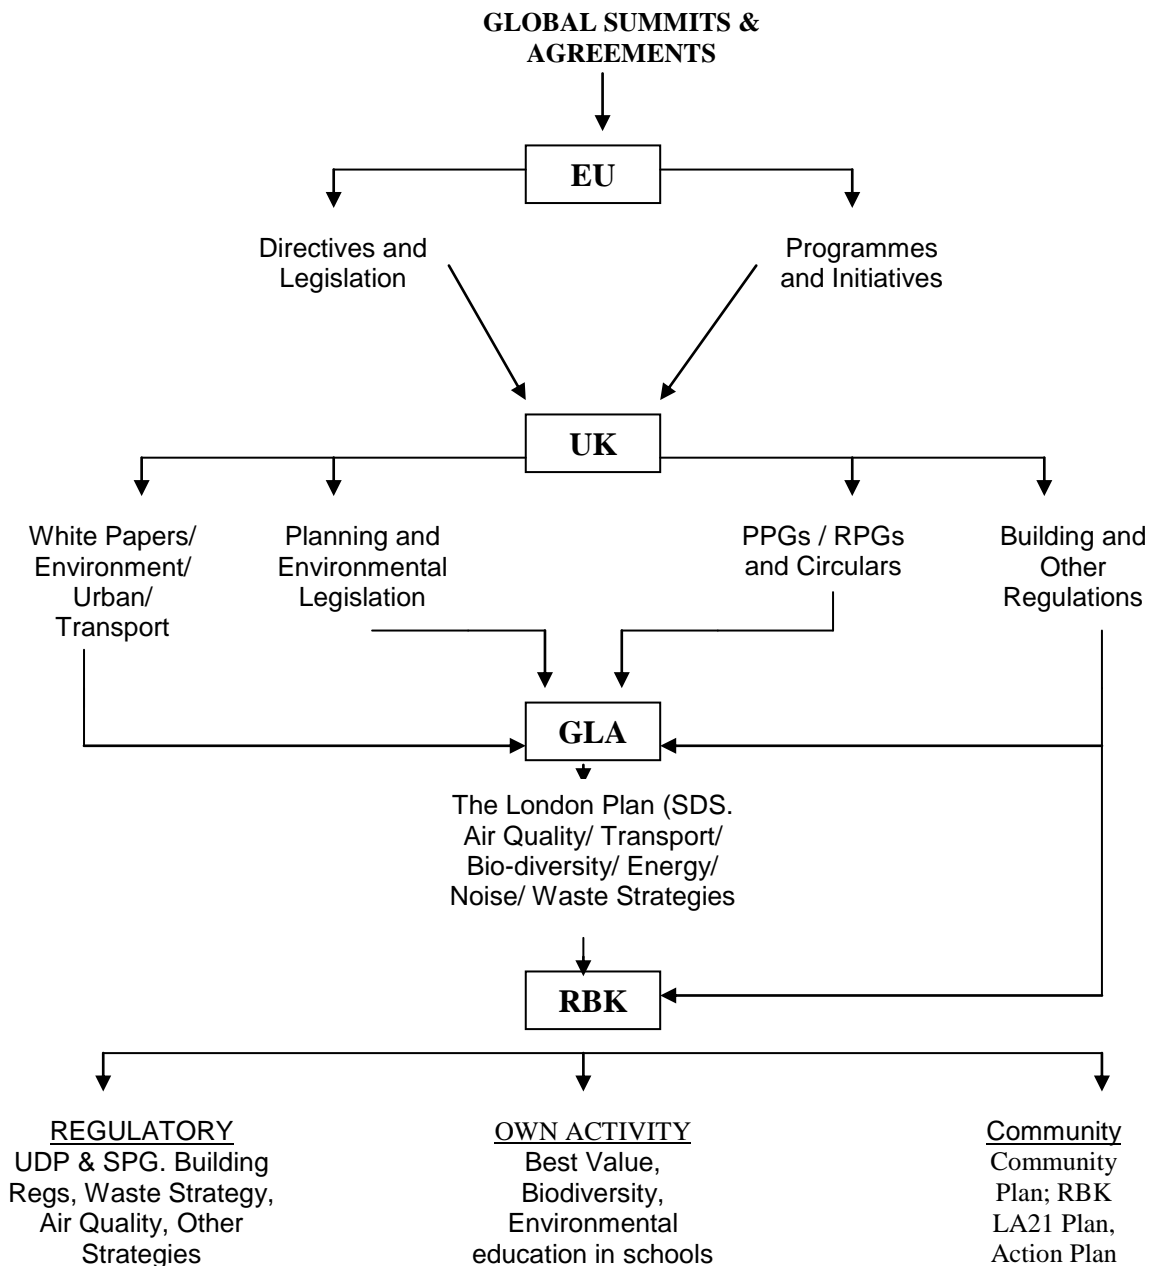 GLOBAL SUMMITS &
AGREEMENTS
EU
Directives and
Legislation
Programmes
and Initiatives
UK
White Papers/
Environment/
Urban/
Transport
Planning and
Environmental
Legislation
PPGs / RPGs
and Circulars
Building and
Other
Regulations
GLA
The London Plan (SDS.
Air Quality/ Transport/
Bio-diversity/ Energy/
Noise/ Waste Strategies
RBK
REGULATORY
UDP & SPG. Building
Regs, Waste Strategy,
Air Quality, Other
Strategies
OWN ACTIVITY
Best Value,
Biodiversity,
Environmental
education in schools
Community
Community
Plan; RBK
LA21 Plan,
Action Plan